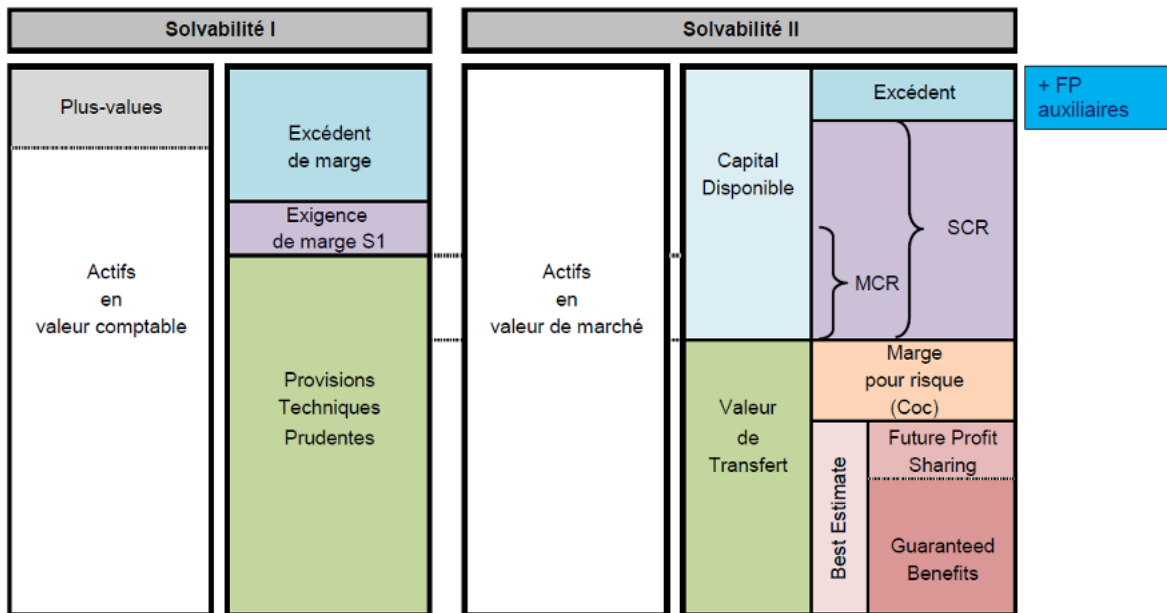 Solvabilité I
Solvabilité II
Plus-values
Actifs
en
valeur comptable
Excédent
de marge
Exigence
de marge S1
Provisions
Techniques
Prudentes
Actifs
en
valeur de marché
Capital
Disponible
Valeur
de
Transfert
Excédent
SCR
MCR
Marge
pour risque
(Coc)
Best Estimate
Future Profit
Sharing
Guaranteed
Benefits
+ FP
auxiliaires